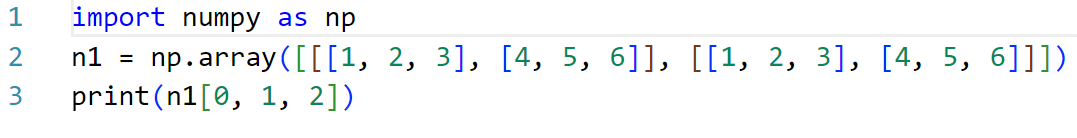 1 import numpy as np
2 n1 = np.array([[[1, 2, 3], [4, 5, 6]], [[1, 2, 3], [4, 5, 6]]])
3 print(n1[0, 1, 2])